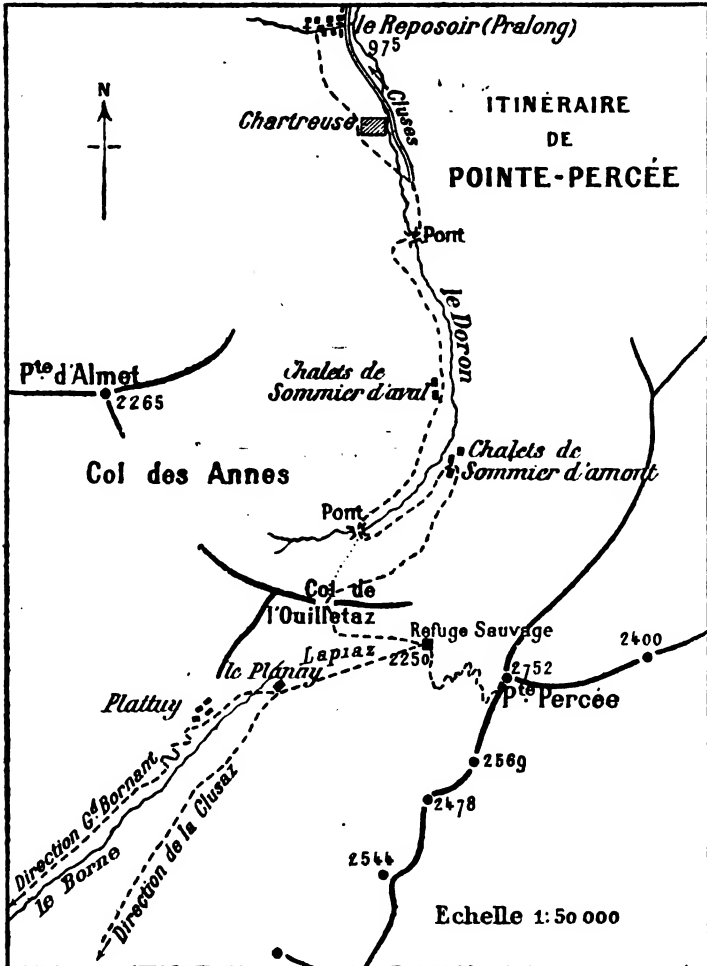 le Reposoir (Pralong)
975
N
Cluses
ITINÉRAIRE
DE
POINTE-PERCÉE
Chartreuse
Pont
le Doron
Pte d'Almet
2265
Chalets de
Sommier d'aval
Col des Annes
Chalets de
Sommier d'amont
Pont
Col de
l'Ouilletaz
Refuge Sauvage
2250
Lapiaz
2400
2752
Pte Percée
le Planay
Plattuy
2569
2478
2544
Direction Gd Bornant
le Borne
Direction de la Clusaz
Echelle 1:50 000